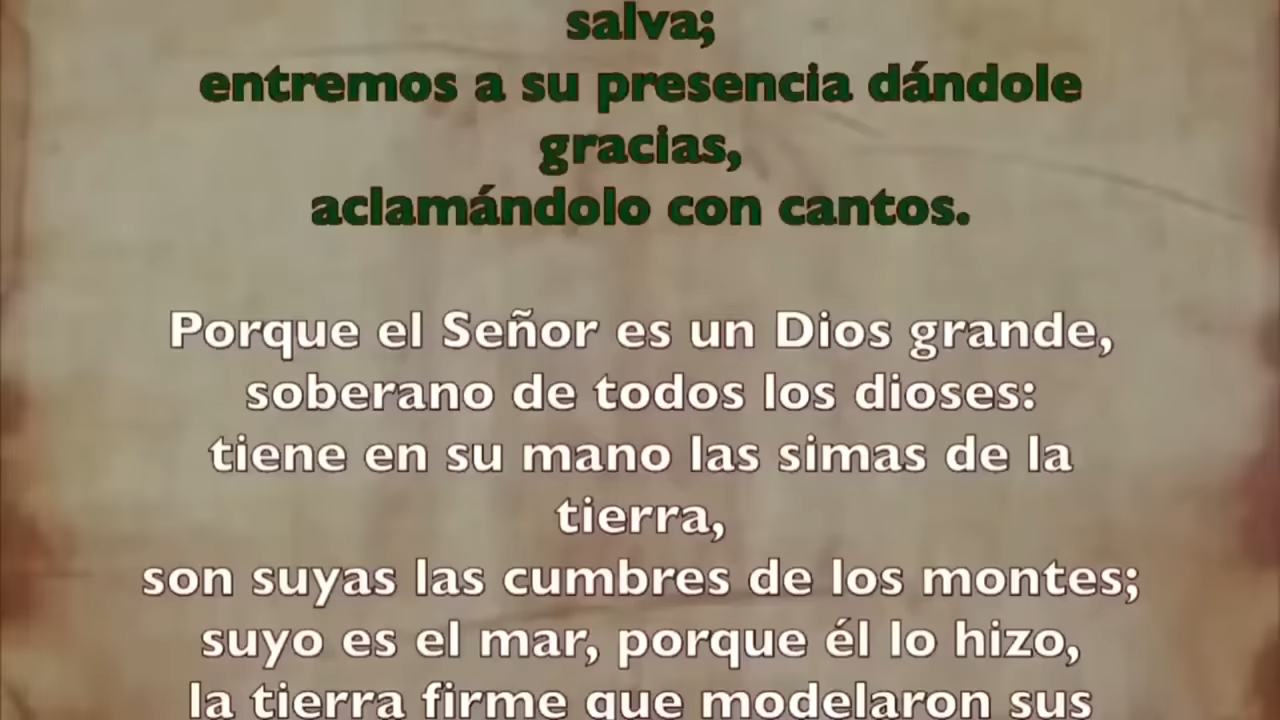 salva;
entremos a su presencia dándole
gracias,
aclamándolo con cantos.
Porque el Señor es un Dios grande,
soberano de todos los dioses:
tiene en su mano las simas de la
tierra,
son suyas las cumbres de los montes;
suyo es el mar, porque él lo hizo,
la tierra firme que modelaron sus